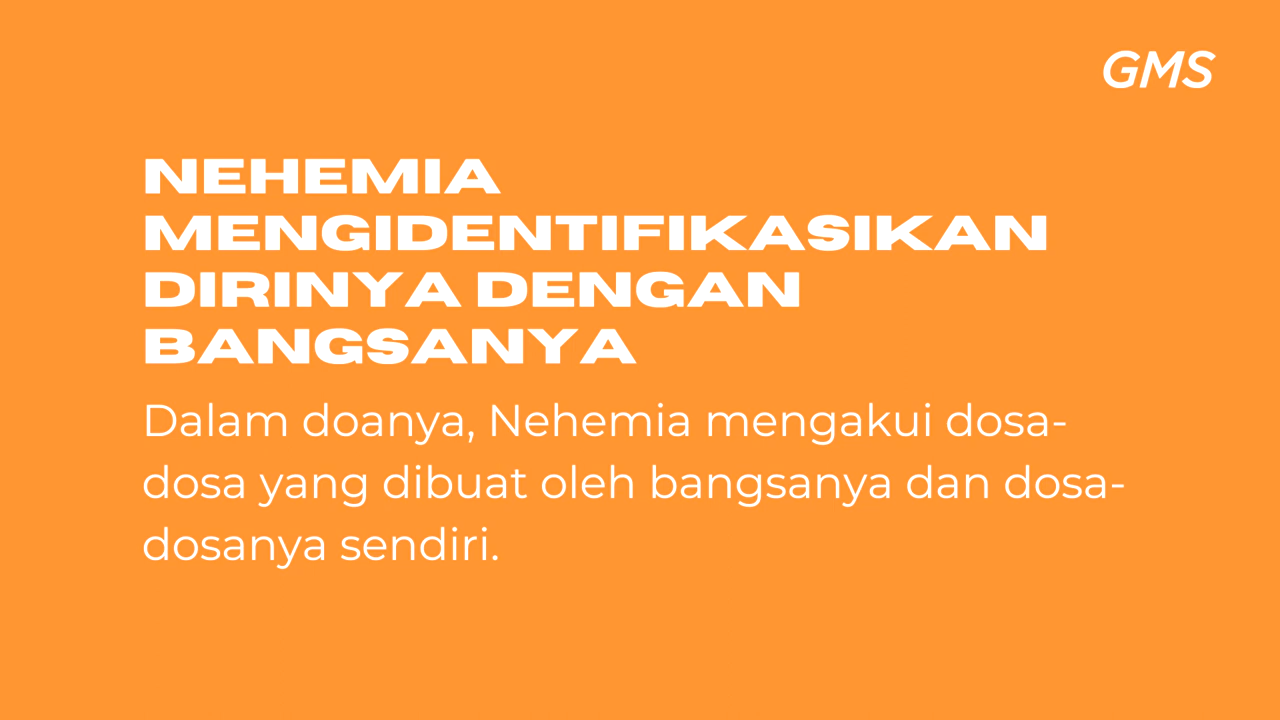 GMS
NEHEMIA
MENGIDENTIFIKASIKAN
DIRINYA DENGAN
BANGSANYA
Dalam doanya, Nehemia mengakui dosa-
dosa yang dibuat oleh bangsanya dan dosa-
dosanya sendiri.